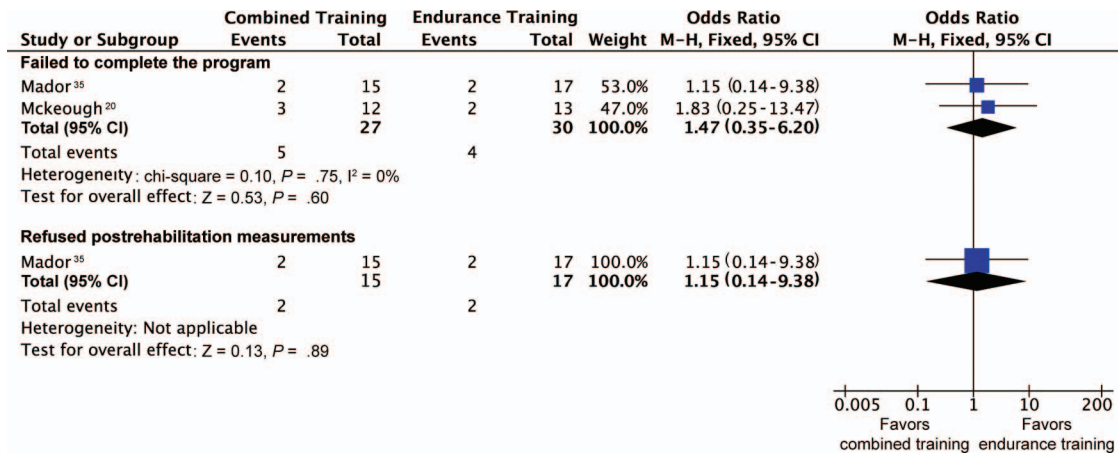 Combined Training Endurance Training Odds Ratio Odds Ratio
Study or Subgroup Events Total Events Total Weight M-H, Fixed, 95% CI M-H, Fixed, 95% CI
Failed to complete the program
Mador 35 2 15 2 17 53.0% 1.15 (0.14-9.38)
Mckeough 20 3 12 2 13 47.0% 1.83 (0.25-13.47)
Total (95% CI) 27 30 100.0% 1.47 (0.35-6.20)
Total events 5 4
Heterogeneity: chi-square = 0.10, P = .75, I² = 0%
Test for overall effect: Z = 0.53, P = .60
Refused postrehabilitation measurements
Mador 35 2 15 2 17 100.0% 1.15 (0.14-9.38)
Total (95% CI) 15 17 100.0% 1.15 (0.14-9.38)
Total events 2 2
Heterogeneity: Not applicable
Test for overall effect: Z = 0.13, P = .89
0.005 0.1 1 10 200
Favors Favors
combined training endurance training